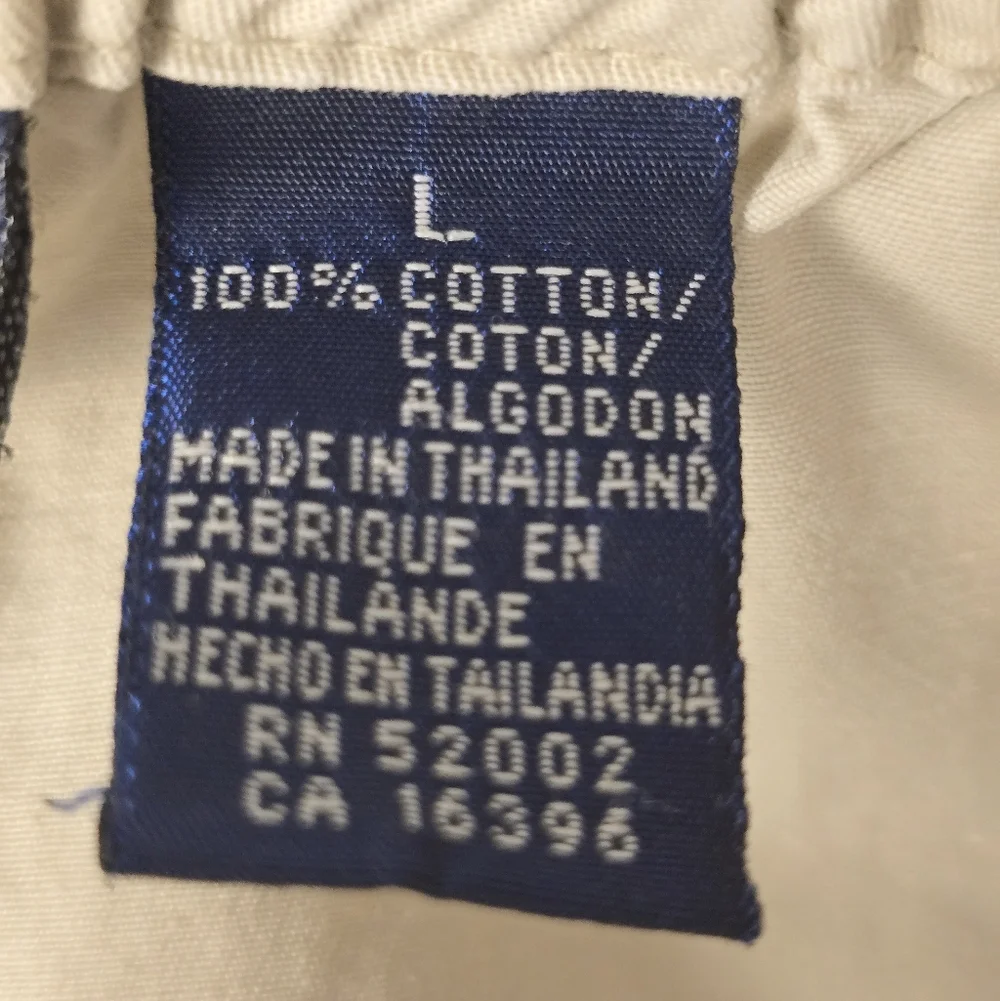 L
100% COTTON/
COTON/
ALGODON
MADE IN THAILAND
FABRIQUE EN
THAILANDE
HECHO EN TAILANDIA
RN 52002
CA 16396